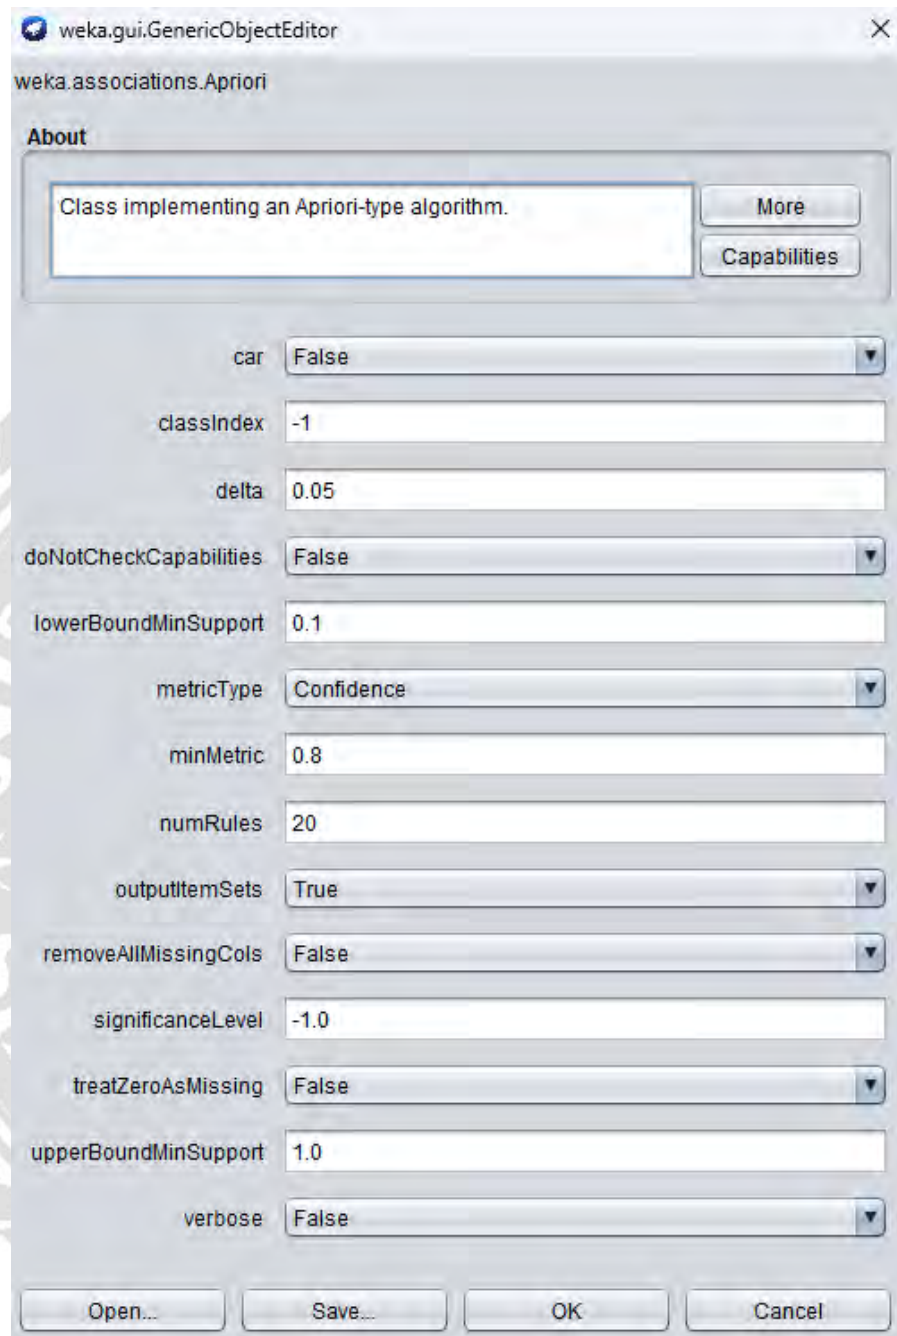 weka.gui.GenericObjectEditor
weka.associations.Apriori
About
Class implementing an Apriori-type algorithm.
More
Capabilities
car False
classIndex -1
delta 0.05
doNotCheckCapabilities False
lowerBoundMinSupport 0.1
metricType Confidence
minMetric 0.8
numRules 20
outputItemSets True
removeAllMissingCols False
significanceLevel -1.0
treatZeroAsMissing False
upperBoundMinSupport 1.0
verbose False
Open... Save... OK Cancel